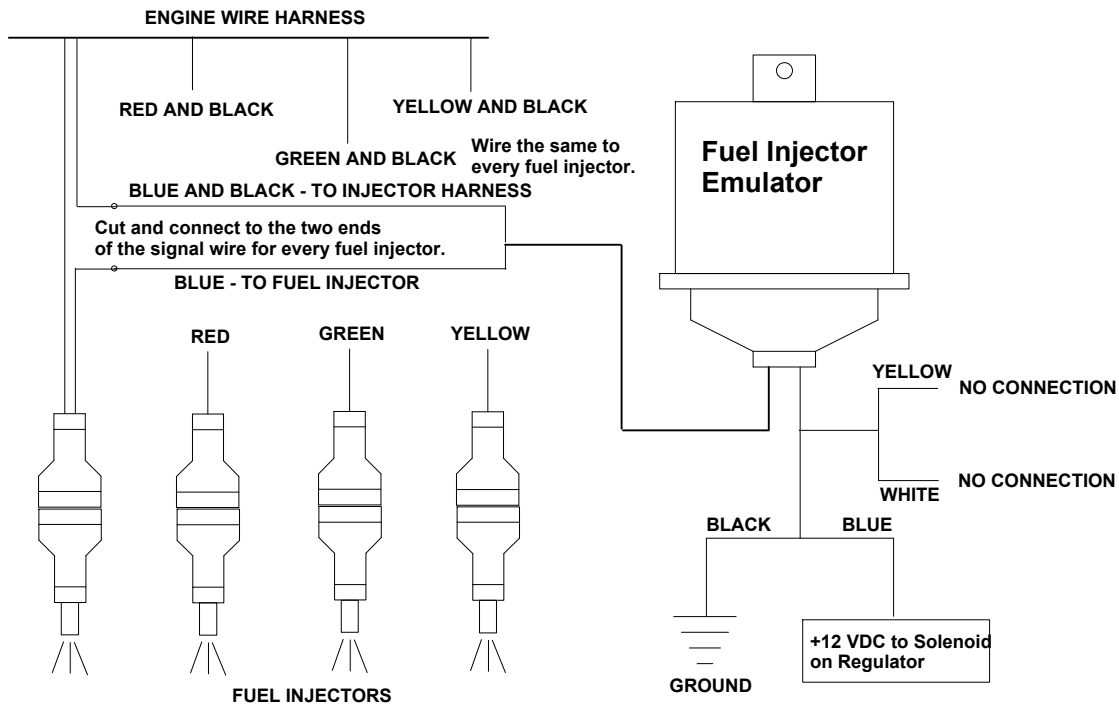 ENGINE WIRE HARNESS
RED AND BLACK
YELLOW AND BLACK
GREEN AND BLACK
Wire the same to
every fuel injector.
BLUE AND BLACK - TO INJECTOR HARNESS
Cut and connect to the two ends
of the signal wire for every fuel injector.
BLUE - TO FUEL INJECTOR
RED
GREEN
YELLOW
FUEL INJECTORS
Fuel Injector
Emulator
YELLOW
NO CONNECTION
WHITE
NO CONNECTION
BLACK
BLUE
GROUND
+12 VDC to Solenoid
on Regulator